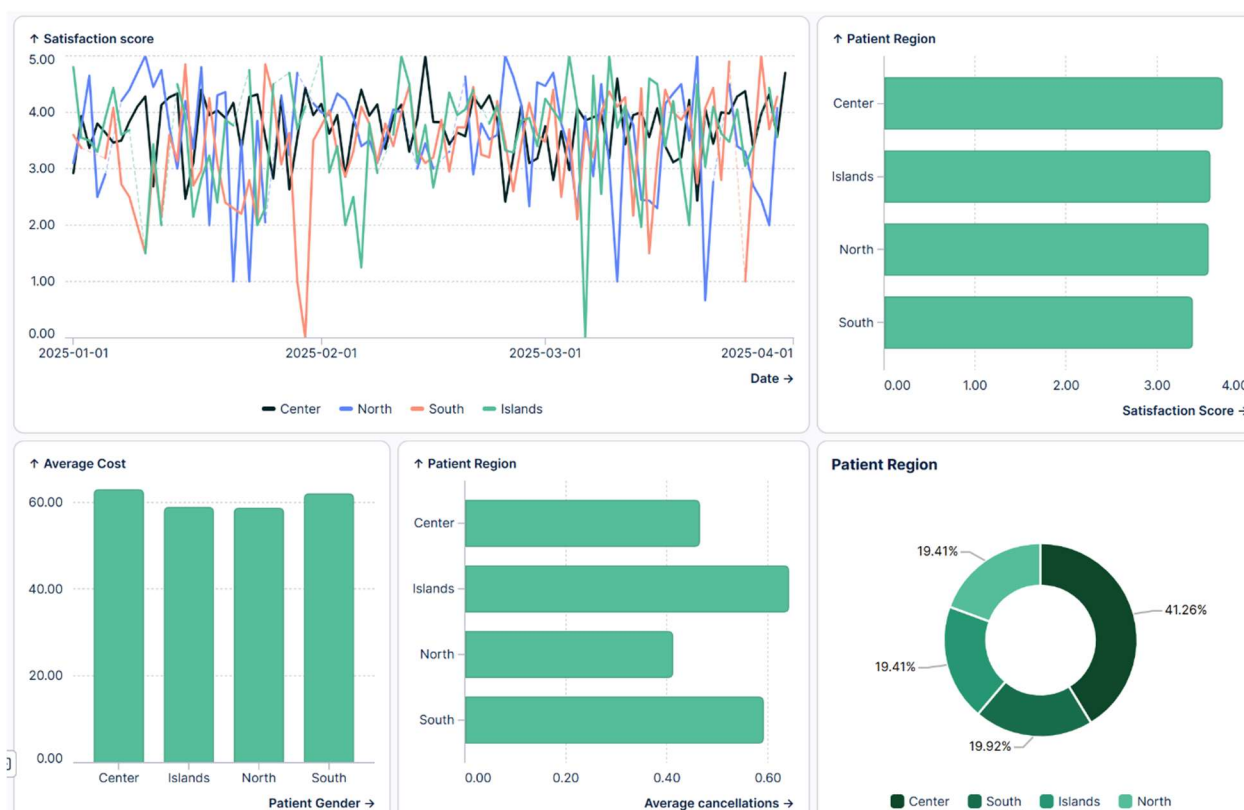 ↑ Satisfaction score
5.00
4.00
3.00
2.00
1.00
0.00
2025-01-01 2025-02-01 2025-03-01 2025-04-01
Date →
Center North South Islands
↑ Patient Region
Center
Islands
North
South
0.00 1.00 2.00 3.00 4.00
Satisfaction Score →
↑ Average Cost
60.00
40.00
20.00
0.00
Center Islands North South
Patient Gender →
↑ Patient Region
Center
Islands
North
South
0.00 0.20 0.40 0.60
Average cancellations →
Patient Region
19.41%
41.26%
19.41%
19.92%
Center South Islands North